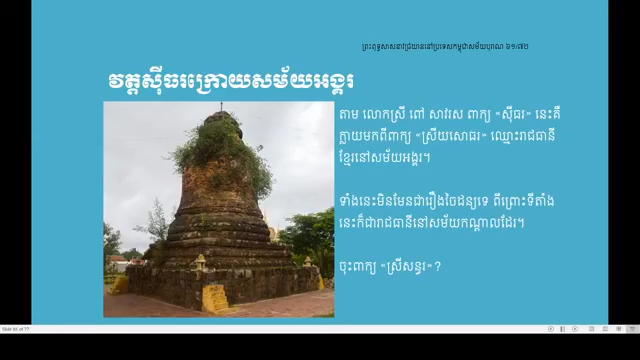 ព្រះពុទ្ធសាសនាវជ្រយាននៅប្រទេសកម្ពុជាសម័យបុរាណ ៦១/៧២
វត្តស៊ីធរក្រោយសម័យអង្គរ
តាម លោកស្រី ពៅ សាវរស ពាក្យ “ស៊ីធរ” នេះគឺ
ក្លាយមកពីពាក្យ “ស្រីយសោធរ” ឈ្មោះរាជធានី
ខ្មែរនៅសម័យអង្គរ។
ទាំងនេះមិនមែនជារឿងចៃដន្យទេ ពីព្រោះទីតាំង
នេះក៏ជារាជធានីនៅសម័យកណ្ដាលដែរ។
ចុះពាក្យ “ស្រីសន្ធរ”?